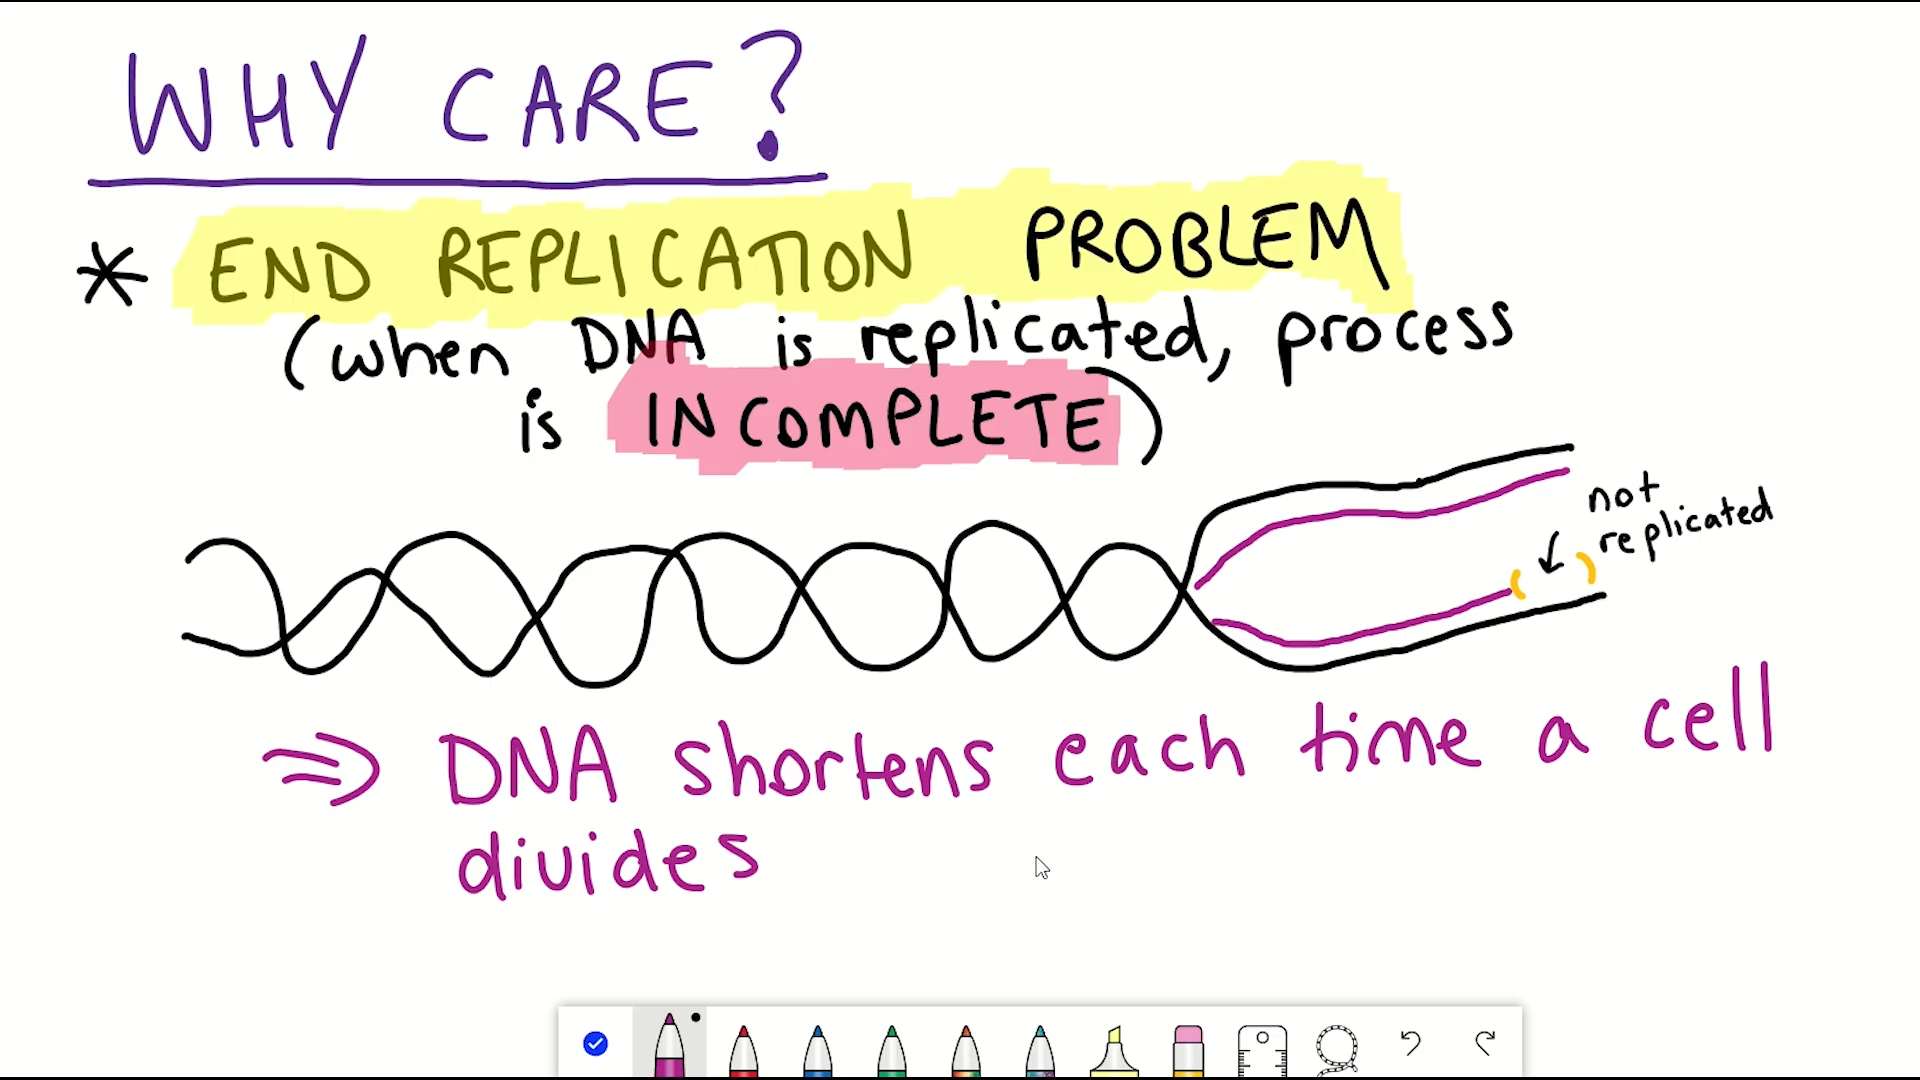 WHY CARE?
* END REPLICATION PROBLEM
(when DNA is replicated, process
is INCOMPLETE)
not
replicated
⇒ DNA shortens each time a cell
divides